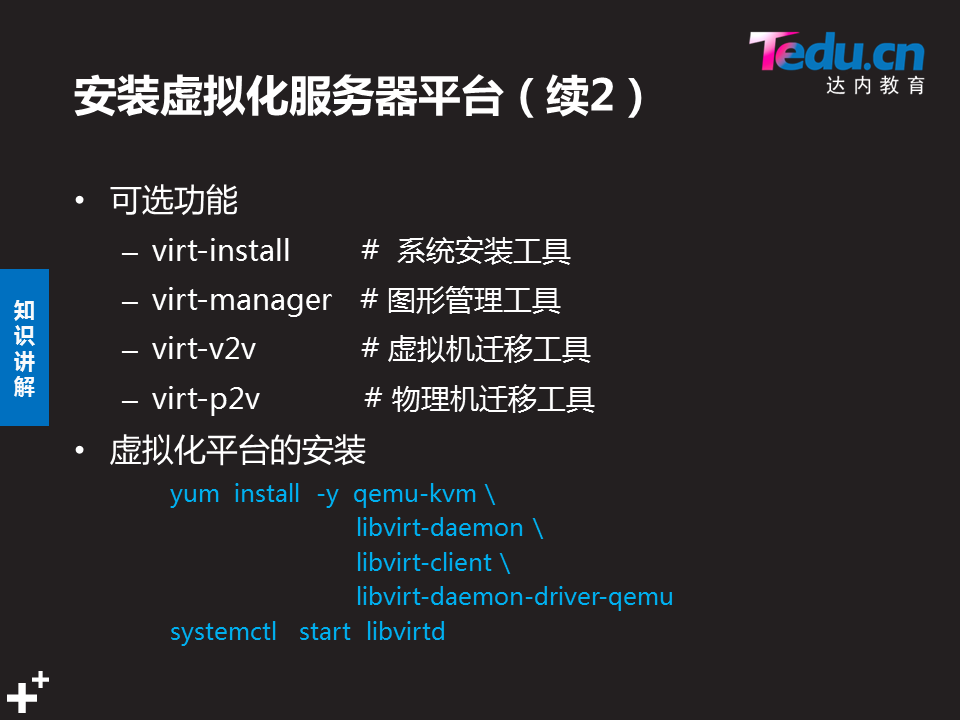 Tedu.cn
达内教育
安装虚拟化服务器平台（续2）
• 可选功能
– virt-install # 系统安装工具
– virt-manager # 图形管理工具
– virt-v2v # 虚拟机迁移工具
– virt-p2v # 物理机迁移工具
知识讲解
• 虚拟化平台的安装
yum install -y qemu-kvm \
libvirt-daemon \
libvirt-client \
libvirt-daemon-driver-qemu
systemctl start libvirtd